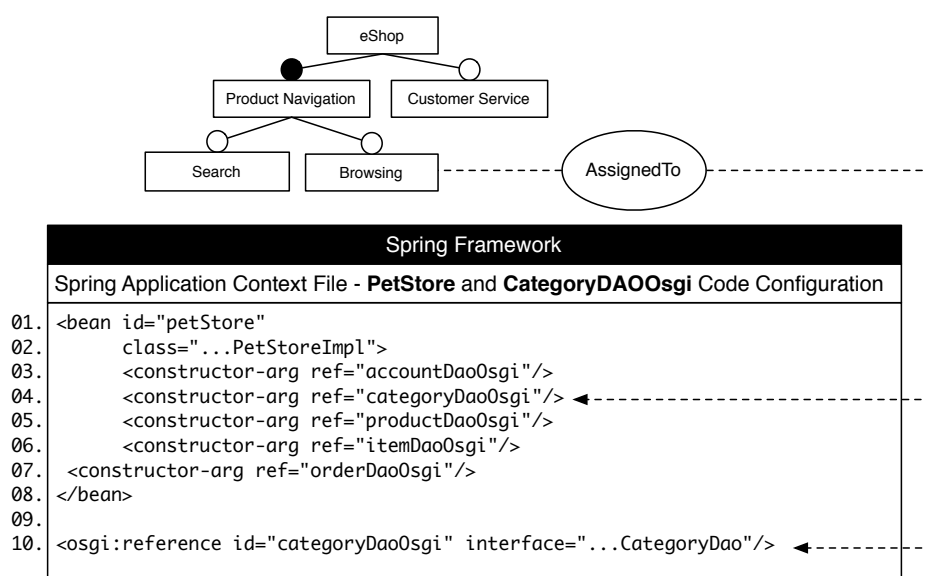 eShop
Product Navigation Customer Service
Search Browsing AssignedTo
Spring Framework
Spring Application Context File - PetStore and CategoryDAOOsgi Code Configuration
01. <bean id="petStore"
02. class="...PetStoreImpl">
03. <constructor-arg ref="accountDaoOsgi"/>
04. <constructor-arg ref="categoryDaoOsgi"/>
05. <constructor-arg ref="productDaoOsgi"/>
06. <constructor-arg ref="itemDaoOsgi"/>
07. <constructor-arg ref="orderDaoOsgi"/>
08. </bean>
09.
10. <osgi:reference id="categoryDaoOsgi" interface="...CategoryDao"/>